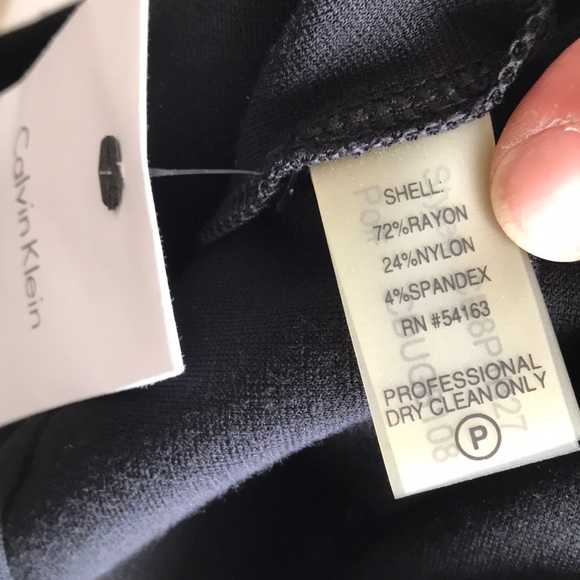 Calvin Klein
SHELL:
72%RAYON
24%NYLON
4%SPANDEX
RN #54163
PROFESSIONAL
DRY CLEAN ONLY
P